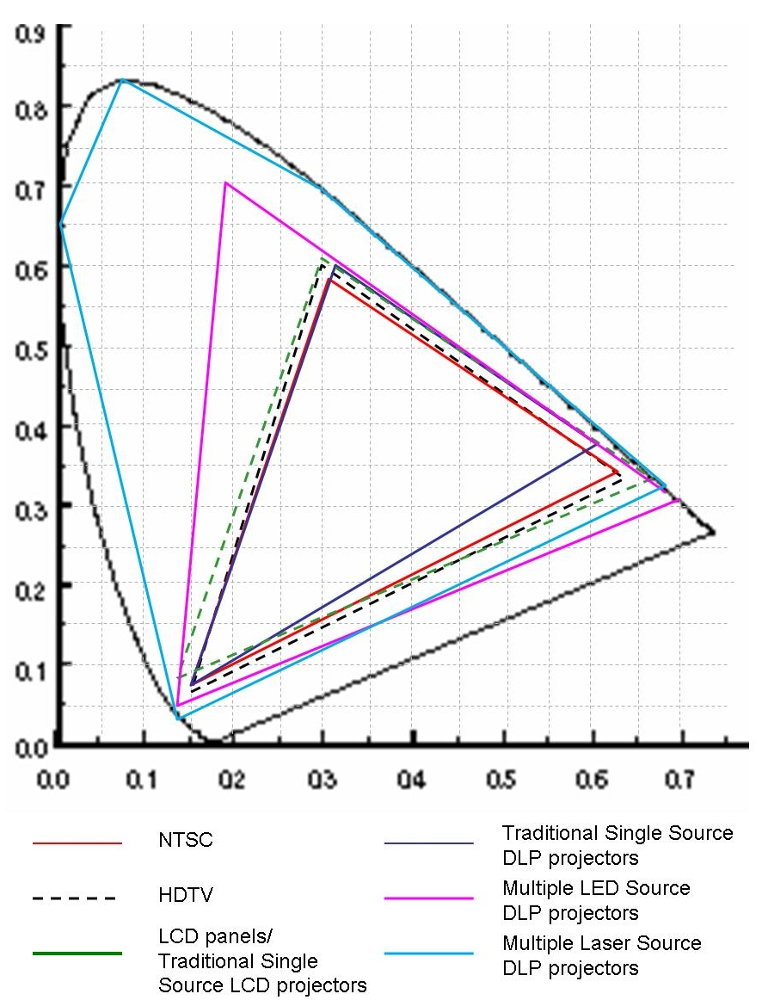 0.9
0.8
0.7
0.6
0.5
0.4
0.3
0.2
0.1
0.0
0.0 0.1 0.2 0.3 0.4 0.5 0.6 0.7
NTSC
HDTV
LCD panels/
Traditional Single
Source LCD projectors
Traditional Single Source
DLP projectors
Multiple LED Source
DLP projectors
Multiple Laser Source
DLP projectors